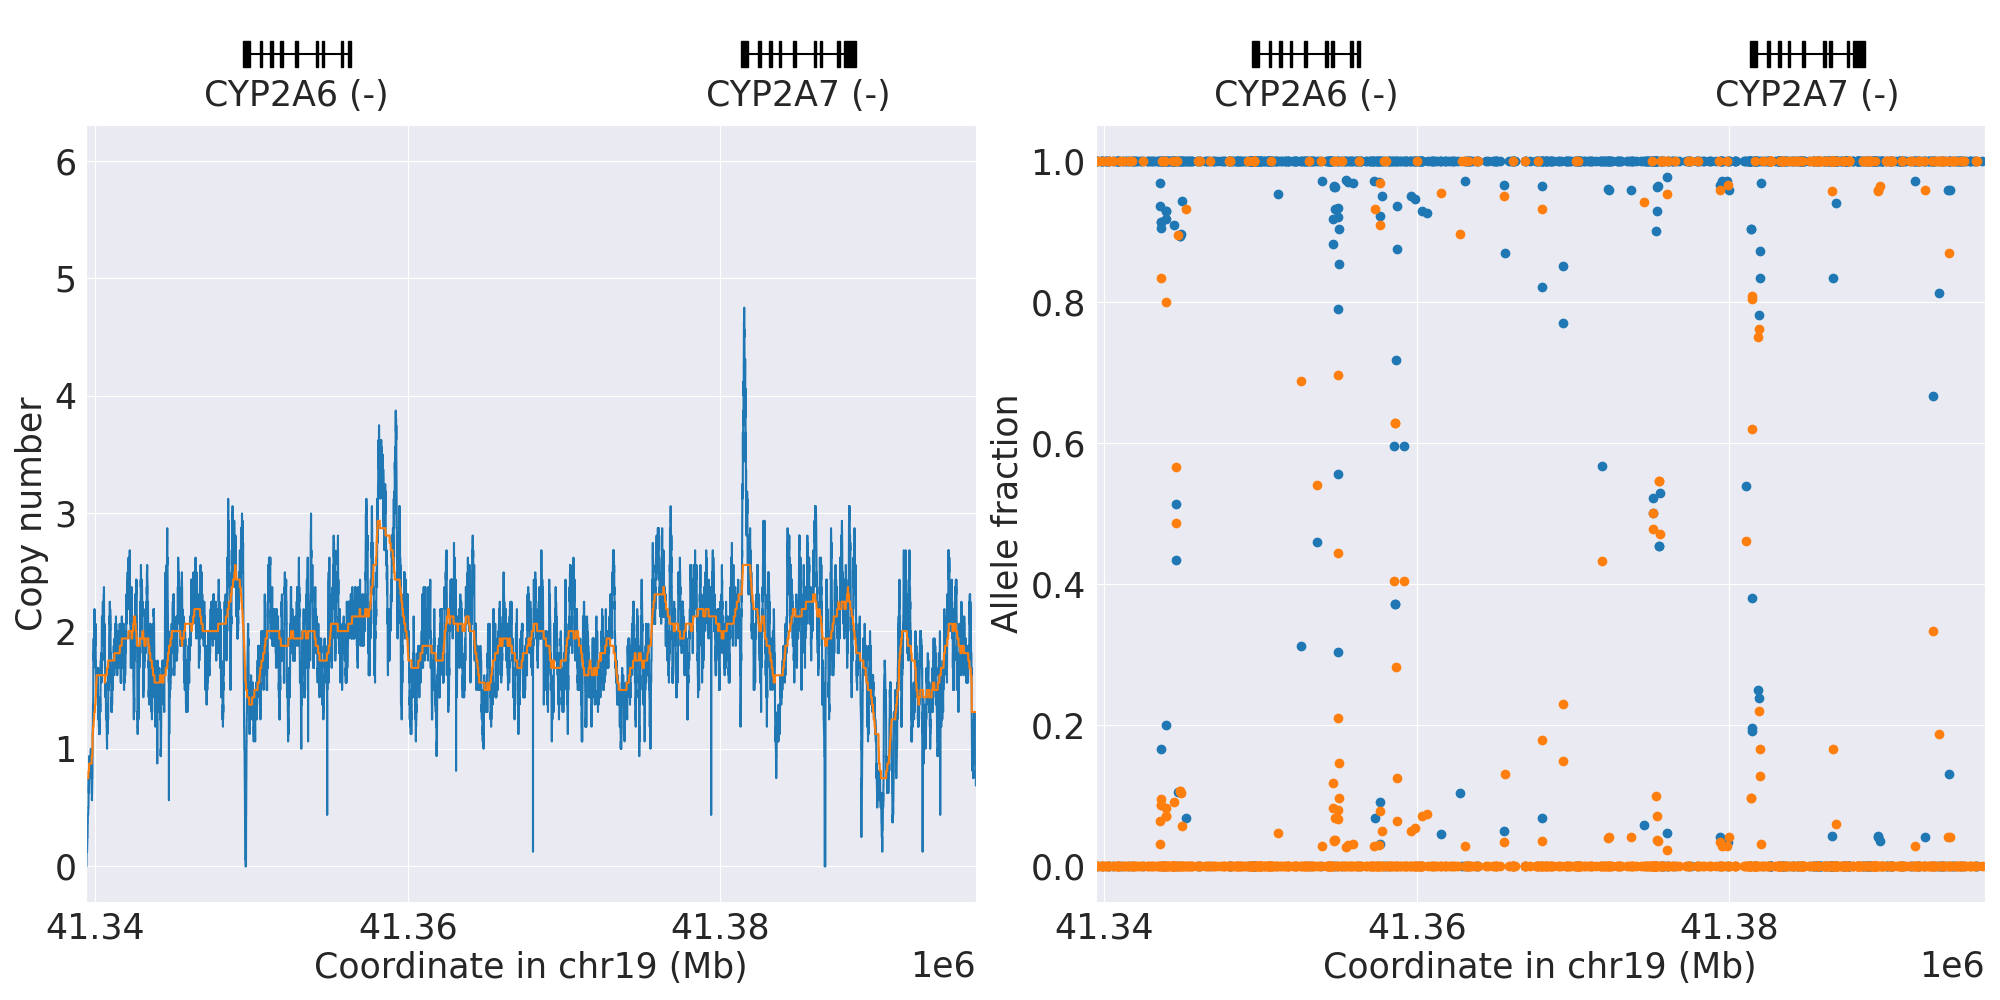 CYP2A6 (-) CYP2A7 (-)
6
5
4
3
2
1
0
Copy number
41.34 41.36 41.38
Coordinate in chr19 (Mb) 1e6
CYP2A6 (-) CYP2A7 (-)
1.0
0.8
0.6
0.4
0.2
0.0
Allele fraction
41.34 41.36 41.38
Coordinate in chr19 (Mb) 1e6